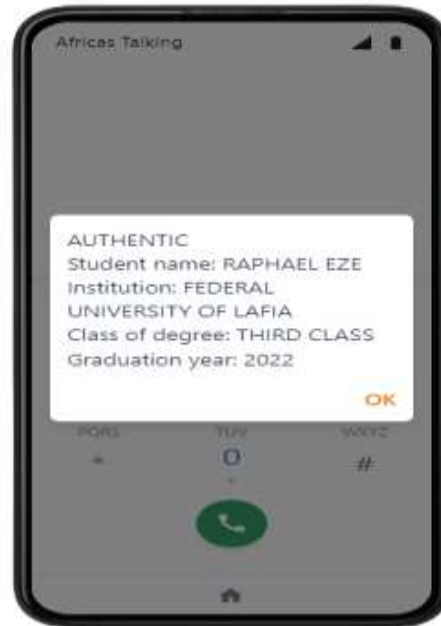 Africas Talking
AUTHENTIC
Student name: RAPHAEL EZE
Institution: FEDERAL
UNIVERSITY OF LAFIA
Class of degree: THIRD CLASS
Graduation year: 2022
OK
PQRS TUV WXYZ
* 0 #
+